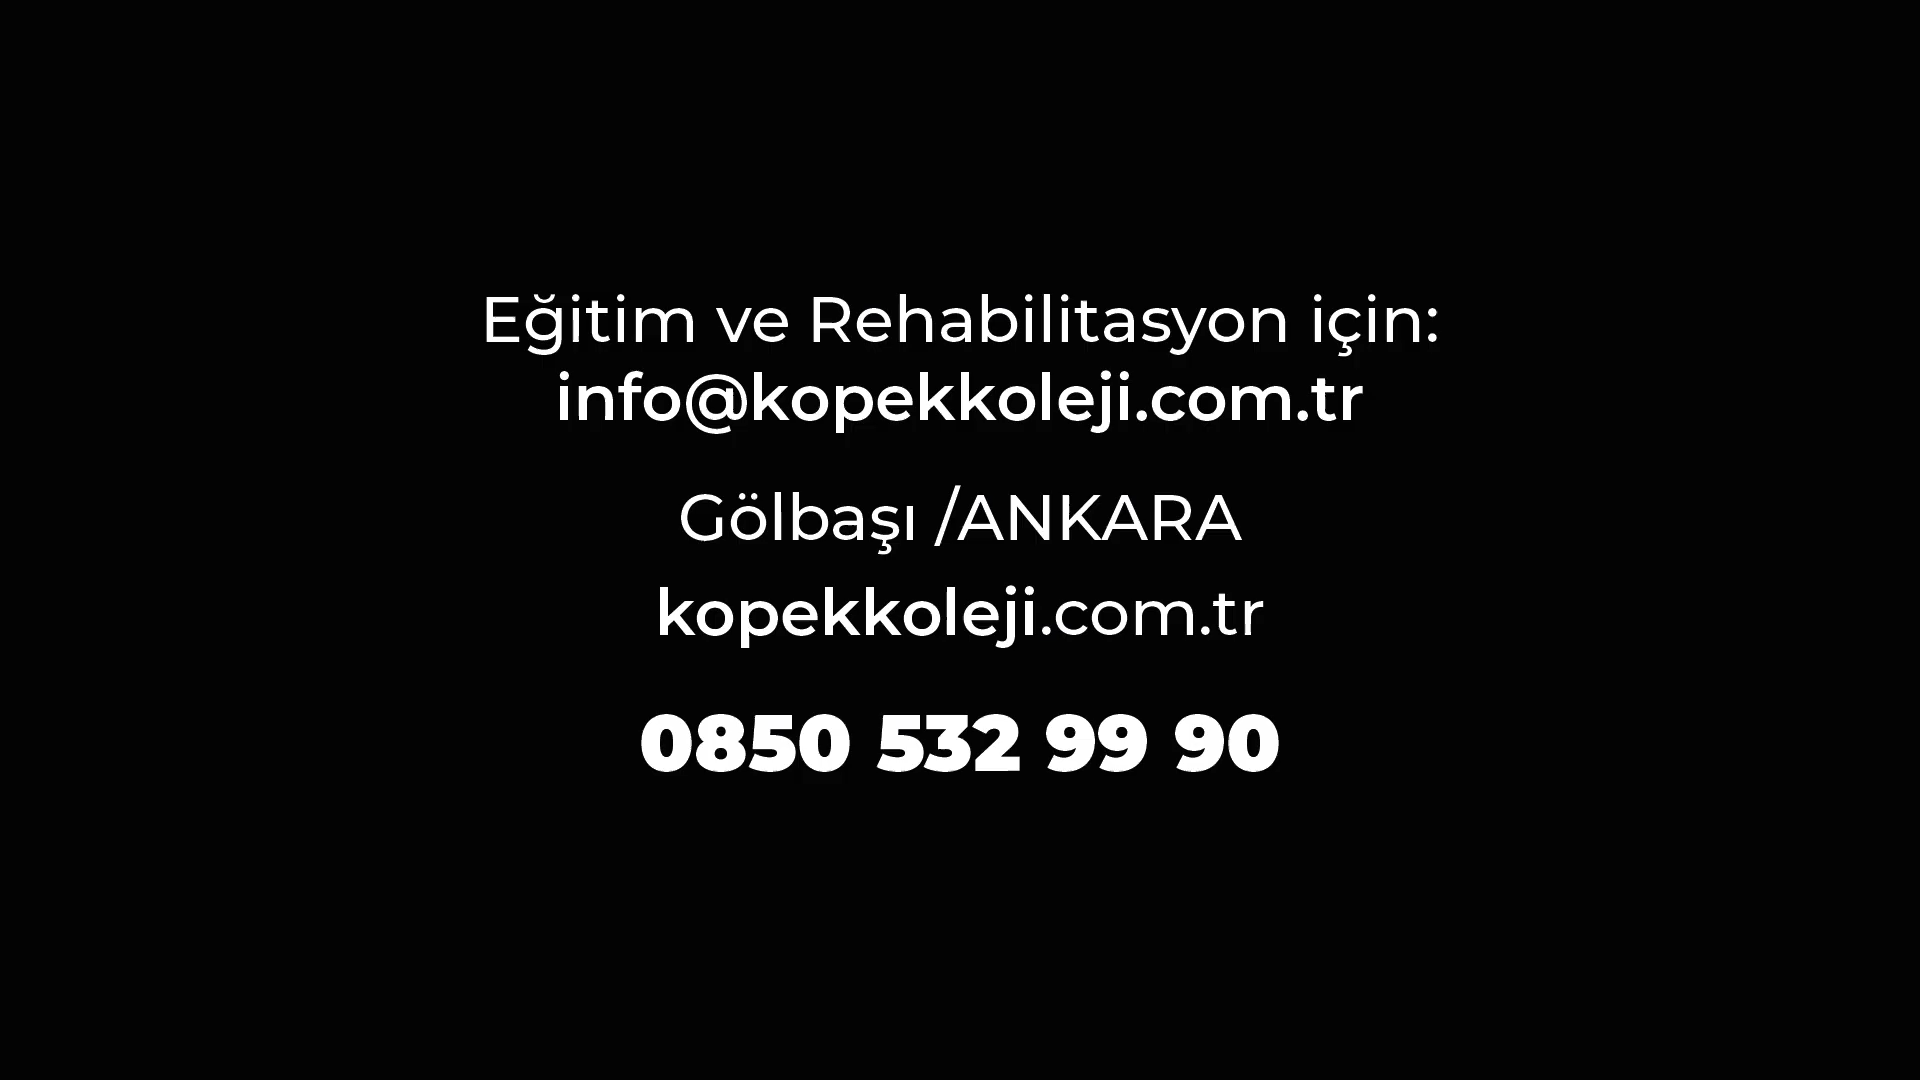 Eğitim ve Rehabilitasyon için:
info@kopekkoleji.com.tr
Gölbaşı /ANKARA
kopekkoleji.com.tr
0850 532 99 90